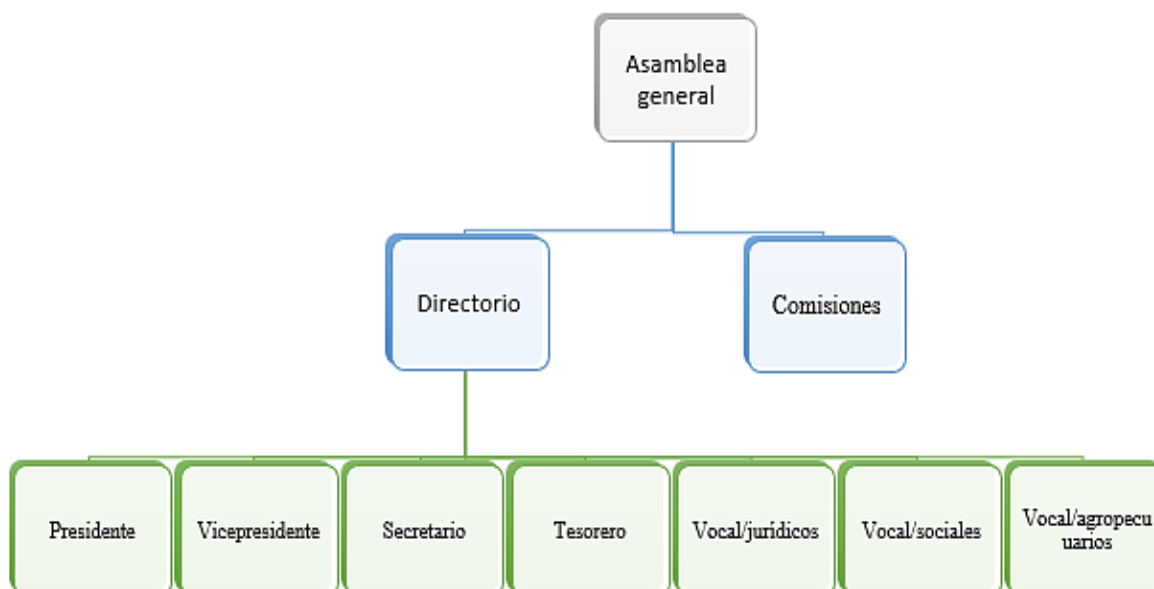 Asamblea
general
Directorio
Comisiones
Presidente
Vicepresidente
Secretario
Tesorero
Vocal/jurídicos
Vocal/sociales
Vocal/agropecu
uarios